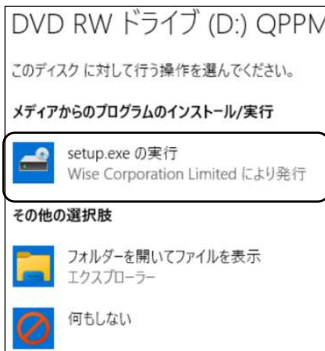 DVD RW ドライブ (D:) QPPM
このディスク に対して行う操作を選んでください。
メディアからのプログラムのインストール/実行
setup.exe の実行
Wise Corporation Limited により発行
その他の選択肢
フォルダーを開いてファイルを表示
エクスプローラー
何もしない